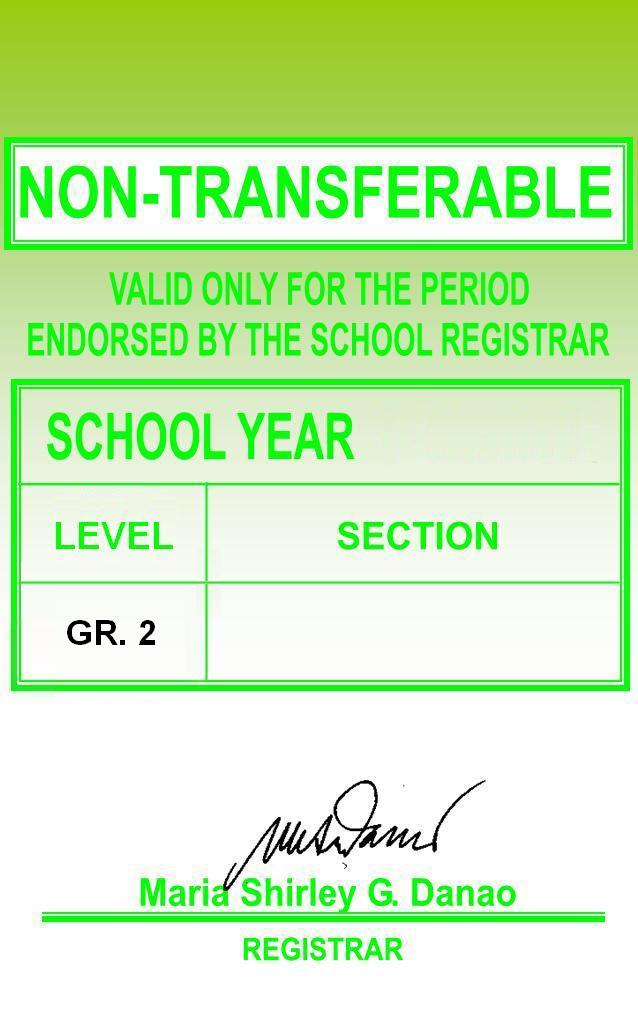 NON-TRANSFERABLE
VALID ONLY FOR THE PERIOD
ENDORSED BY THE SCHOOL REGISTRAR
SCHOOL YEAR
LEVEL SECTION
GR. 2
Maria Shirley G. Danao
REGISTRAR